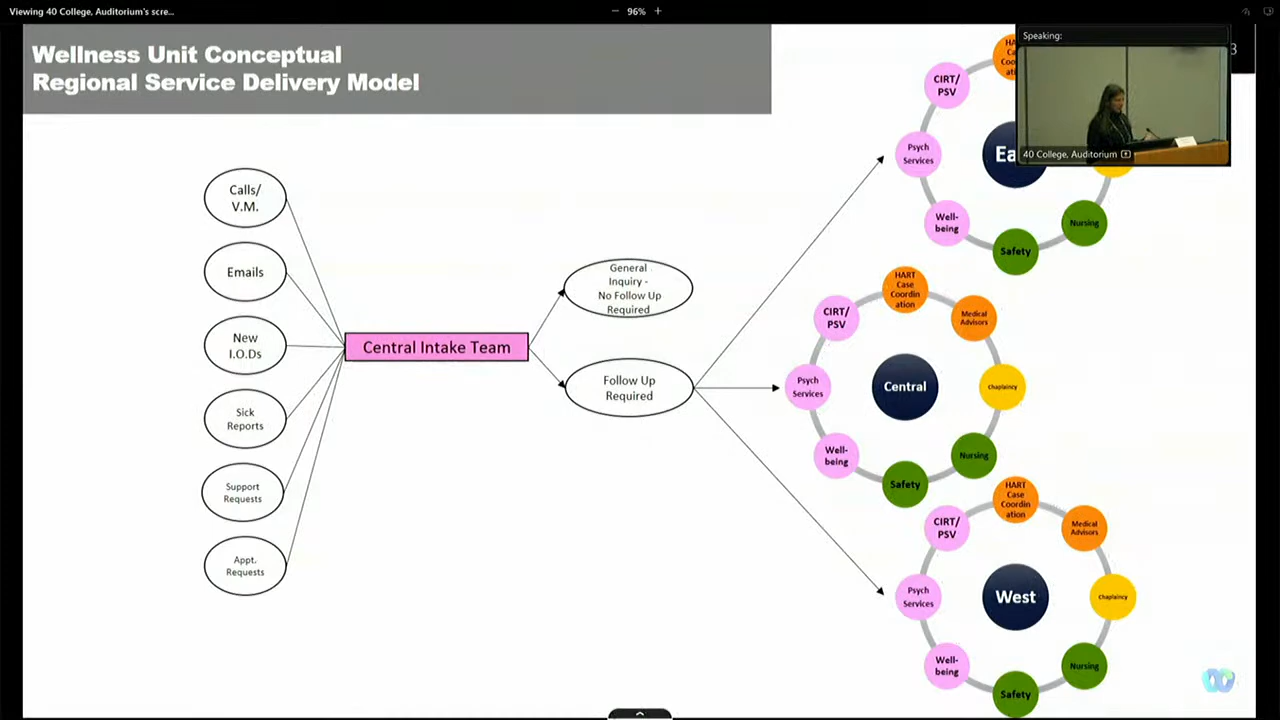 Viewing 40 College, Auditorium's scre...
96%
Wellness Unit Conceptual
Regional Service Delivery Model
Speaking:
40 College, Auditorium
3
Calls/
V.M.
Emails
New
I.O.Ds
Sick
Reports
Support
Requests
Appt.
Requests
Central Intake Team
General
Inquiry -
No Follow Up
Required
Follow Up
Required
CIRT/
PSV
Psych
Services
Well-
being
Safety
Nursing
Central
HART
Case
Coordin
ation
Medical
Advisors
Chaplaincy
Nursing
Safety
Well-
being
Psych
Services
CIRT/
PSV
West
HART
Case
Coordin
ation
Medical
Advisors
Chaplaincy
Nursing
Safety
Well-
being
Psych
Services
CIRT/
PSV